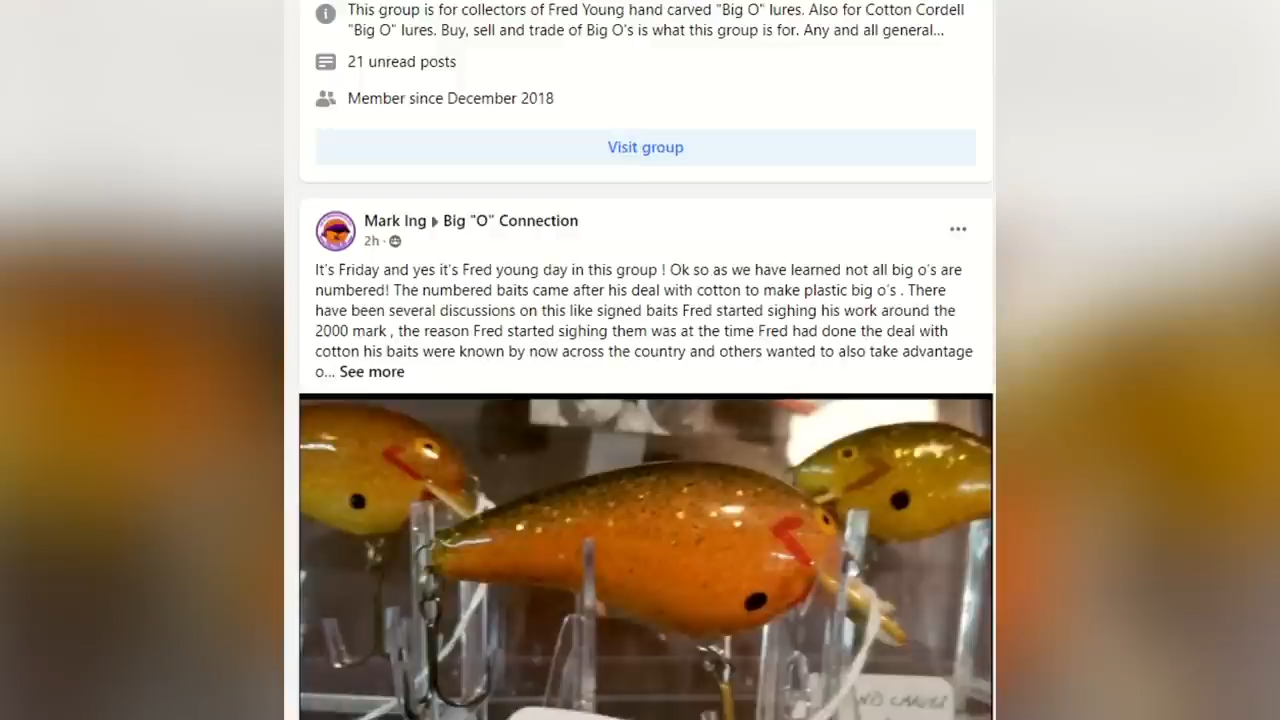 This group is for collectors of Fred Young hand carved "Big O" lures. Also for Cotton Cordell
"Big O" lures. Buy, sell and trade of Big O's is what this group is for. Any and all general...
21 unread posts
Member since December 2018
Visit group
Mark Ing ▸ Big "O" Connection
2h ·
It's Friday and yes it's Fred young day in this group ! Ok so as we have learned not all big o's are
numbered! The numbered baits came after his deal with cotton to make plastic big o's . There
have been several discussions on this like signed baits Fred started sighing his work around the
2000 mark , the reason Fred started sighing them was at the time Fred had done the deal with
cotton his baits were known by now across the country and others wanted to also take advantage
o... See more